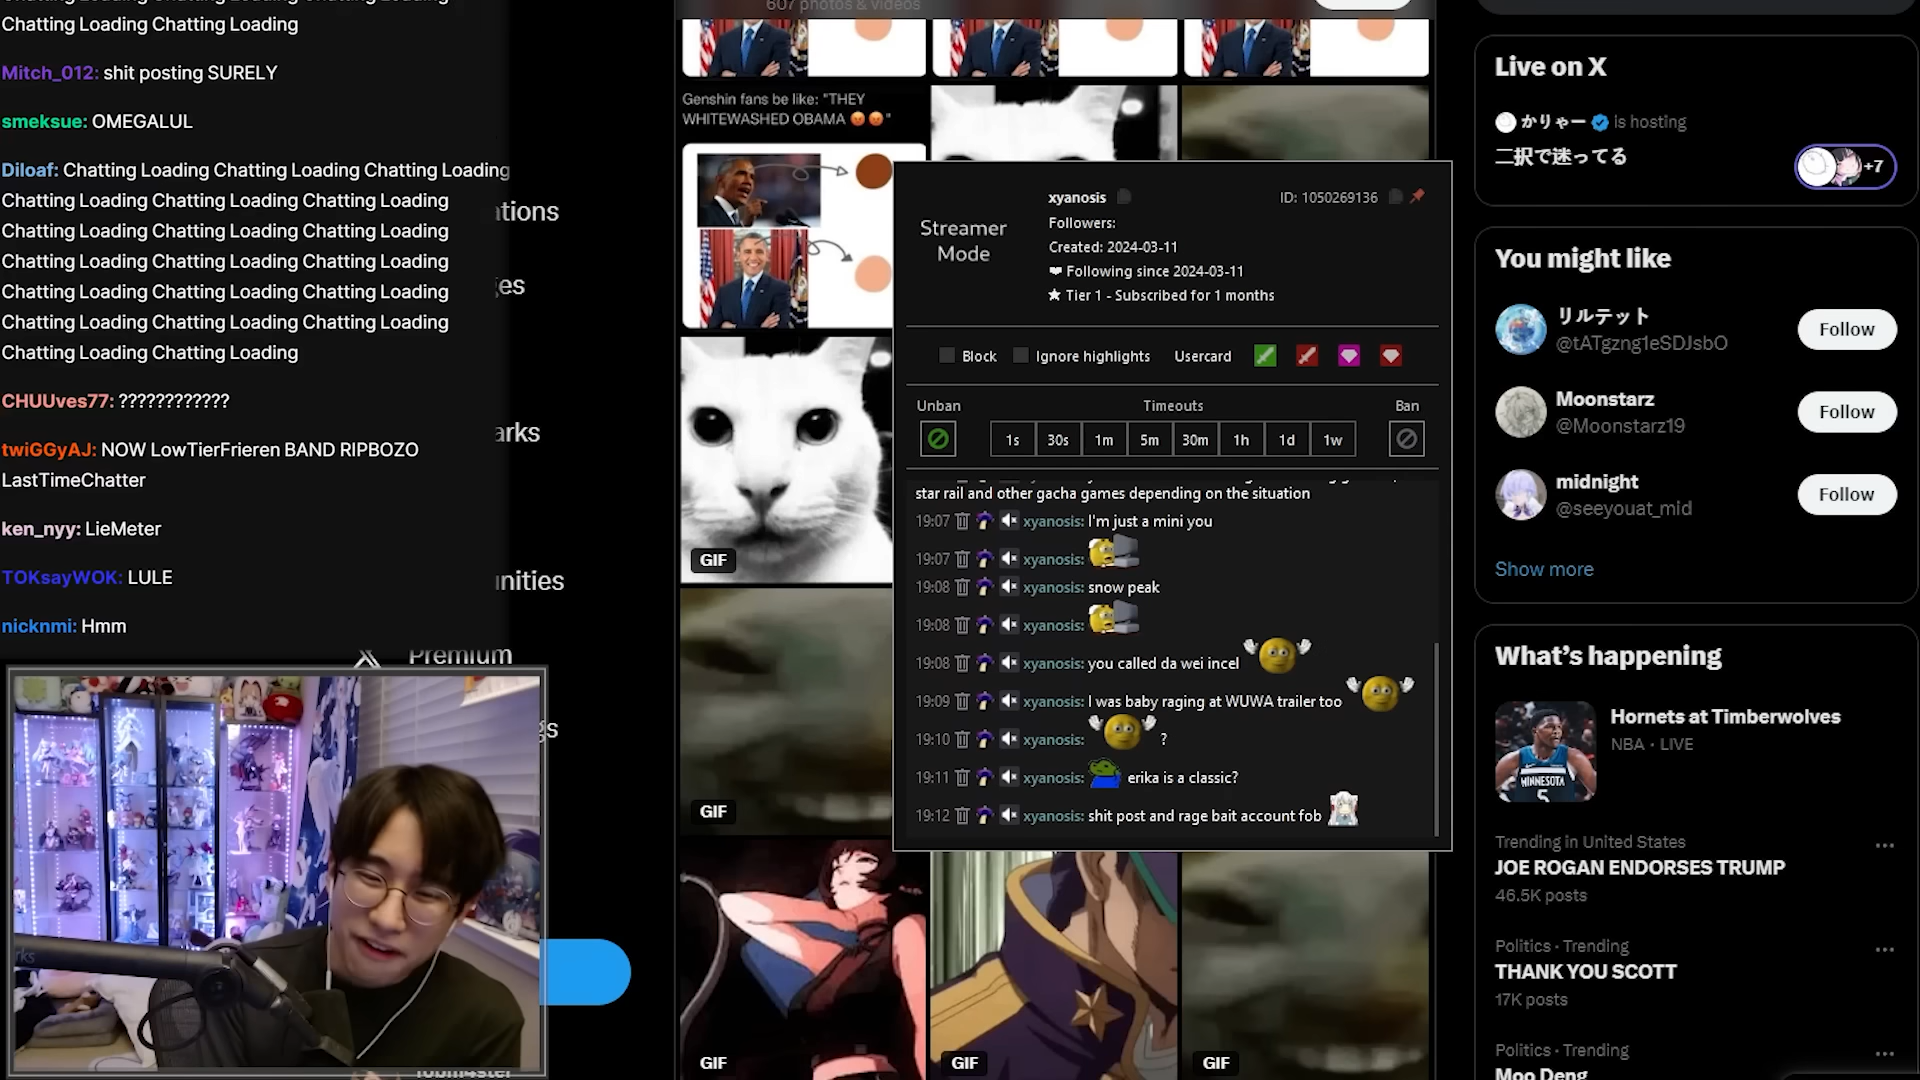 Chatting Loading Chatting Loading
Mitch_012: shit posting SURELY
smeksue: OMEGALUL
Diloaf: Chatting Loading Chatting Loading Chatting Loading
Chatting Loading Chatting Loading Chatting Loading
Chatting Loading Chatting Loading Chatting Loading
Chatting Loading Chatting Loading Chatting Loading
Chatting Loading Chatting Loading Chatting Loading
Chatting Loading Chatting Loading Chatting Loading
Chatting Loading Chatting Loading
CHUUves77: ????????????
twiGGyAJ: NOW LowTierFrieren BAND RIPBOZO
LastTimeChatter
ken_nyy: LieMeter
TOKsayWOK: LULE
nicknmi: Hmm
Premium
607 photos & videos
Genshin fans be like: "THEY
WHITEWASHED OBAMA 😡😡"
GIF
GIF
GIF
GIF
GIF
Streamer
Mode
xyanosis
ID: 1050269136
Followers:
Created: 2024-03-11
❤ Following since 2024-03-11
★ Tier 1 - Subscribed for 1 months
Block
Ignore highlights
Usercard
Unban
Timeouts
Ban
1s 30s 1m 5m 30m 1h 1d 1w
star rail and other gacha games depending on the situation
19:07 xyanosis: I'm just a mini you
19:07 xyanosis:
19:08 xyanosis: snow peak
19:08 xyanosis:
19:08 xyanosis: you called da wei incel
19:09 xyanosis: I was baby raging at WUWA trailer too
19:10 xyanosis: ?
19:11 xyanosis: erika is a classic?
19:12 xyanosis: shit post and rage bait account fob
Live on X
かりゃー is hosting
二択で迷ってる
+7
You might like
リルテット
@tATgzng1eSDJsbO
Follow
Moonstarz
@Moonstarz19
Follow
midnight
@seeyouat_mid
Follow
Show more
What's happening
Hornets at Timberwolves
NBA · LIVE
MINNESOTA
5
Trending in United States
JOE ROGAN ENDORSES TRUMP
46.5K posts
Politics · Trending
THANK YOU SCOTT
17K posts
Politics · Trending
Moo Deng